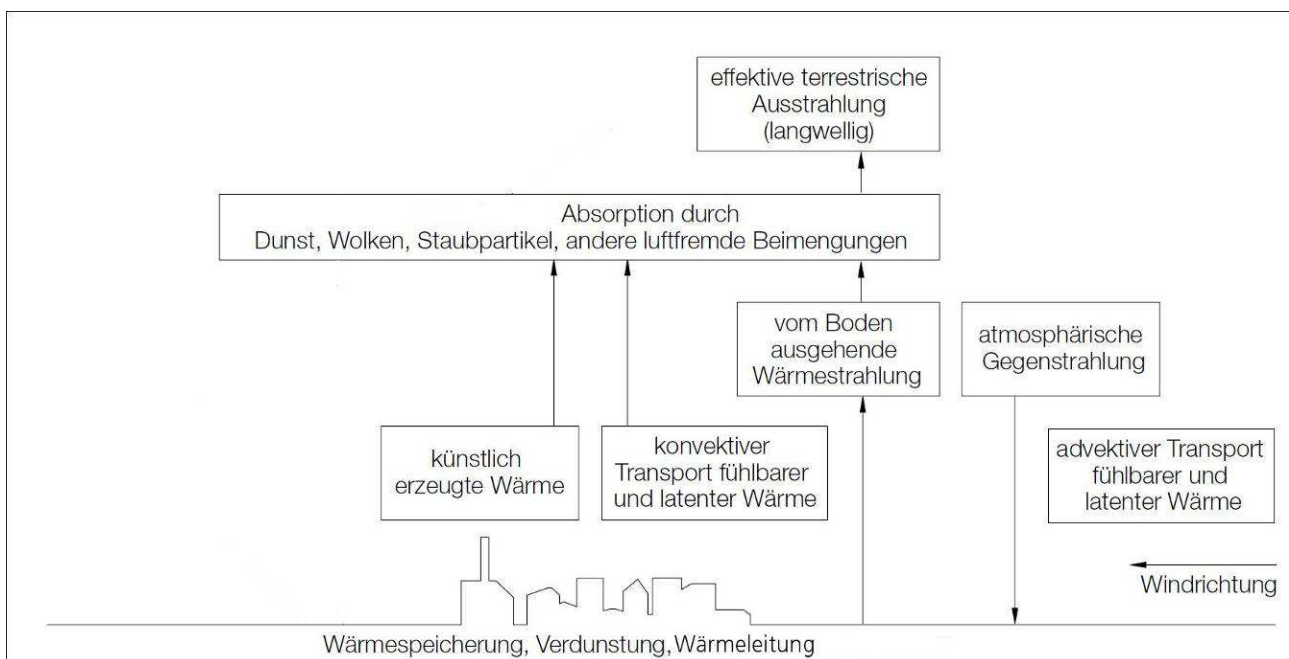 effektive terrestrische
Ausstrahlung
(langwellig)
Absorption durch
Dunst, Wolken, Staubpartikel, andere luftfremde Beimengungen
vom Boden
ausgehende
Wärmestrahlung
atmosphärische
Gegenstrahlung
künstlich
erzeugte Wärme
konvektiver
Transport fühlbarer
und latenter Wärme
advektiver Transport
fühlbarer und
latenter Wärme
Windrichtung
Wärmespeicherung, Verdunstung, Wärmeleitung